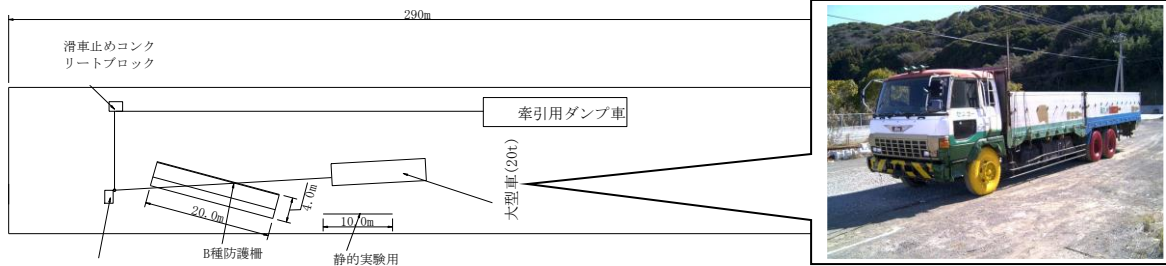 290m
滑車止めコンク
リートブロック
牽引用ダンプ車
大型車(20t)
4.0m
20.0m
10.0m
B種防護柵
静的実験用